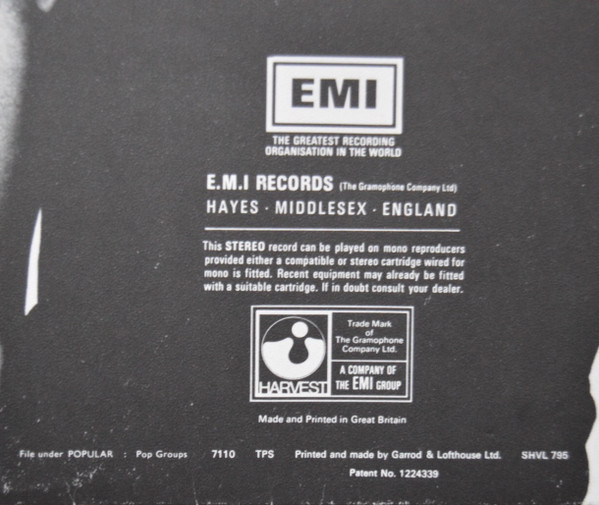 EMI
THE GREATEST RECORDING
ORGANISATION IN THE WORLD
E.M.I RECORDS (The Gramophone Company Ltd)
HAYES · MIDDLESEX · ENGLAND
This STEREO record can be played on mono reproducers
provided either a compatible or stereo cartridge wired for
mono is fitted. Recent equipment may already be fitted
with a suitable cartridge. If in doubt consult your dealer.
HARVEST
Trade Mark
of
The Gramophone
Company Ltd.
A COMPANY OF
THE EMI GROUP
Made and Printed in Great Britain
File under POPULAR : Pop Groups 7110 TPS Printed and made by Garrod & Lofthouse Ltd. SHVL 795
Patent No. 1224339